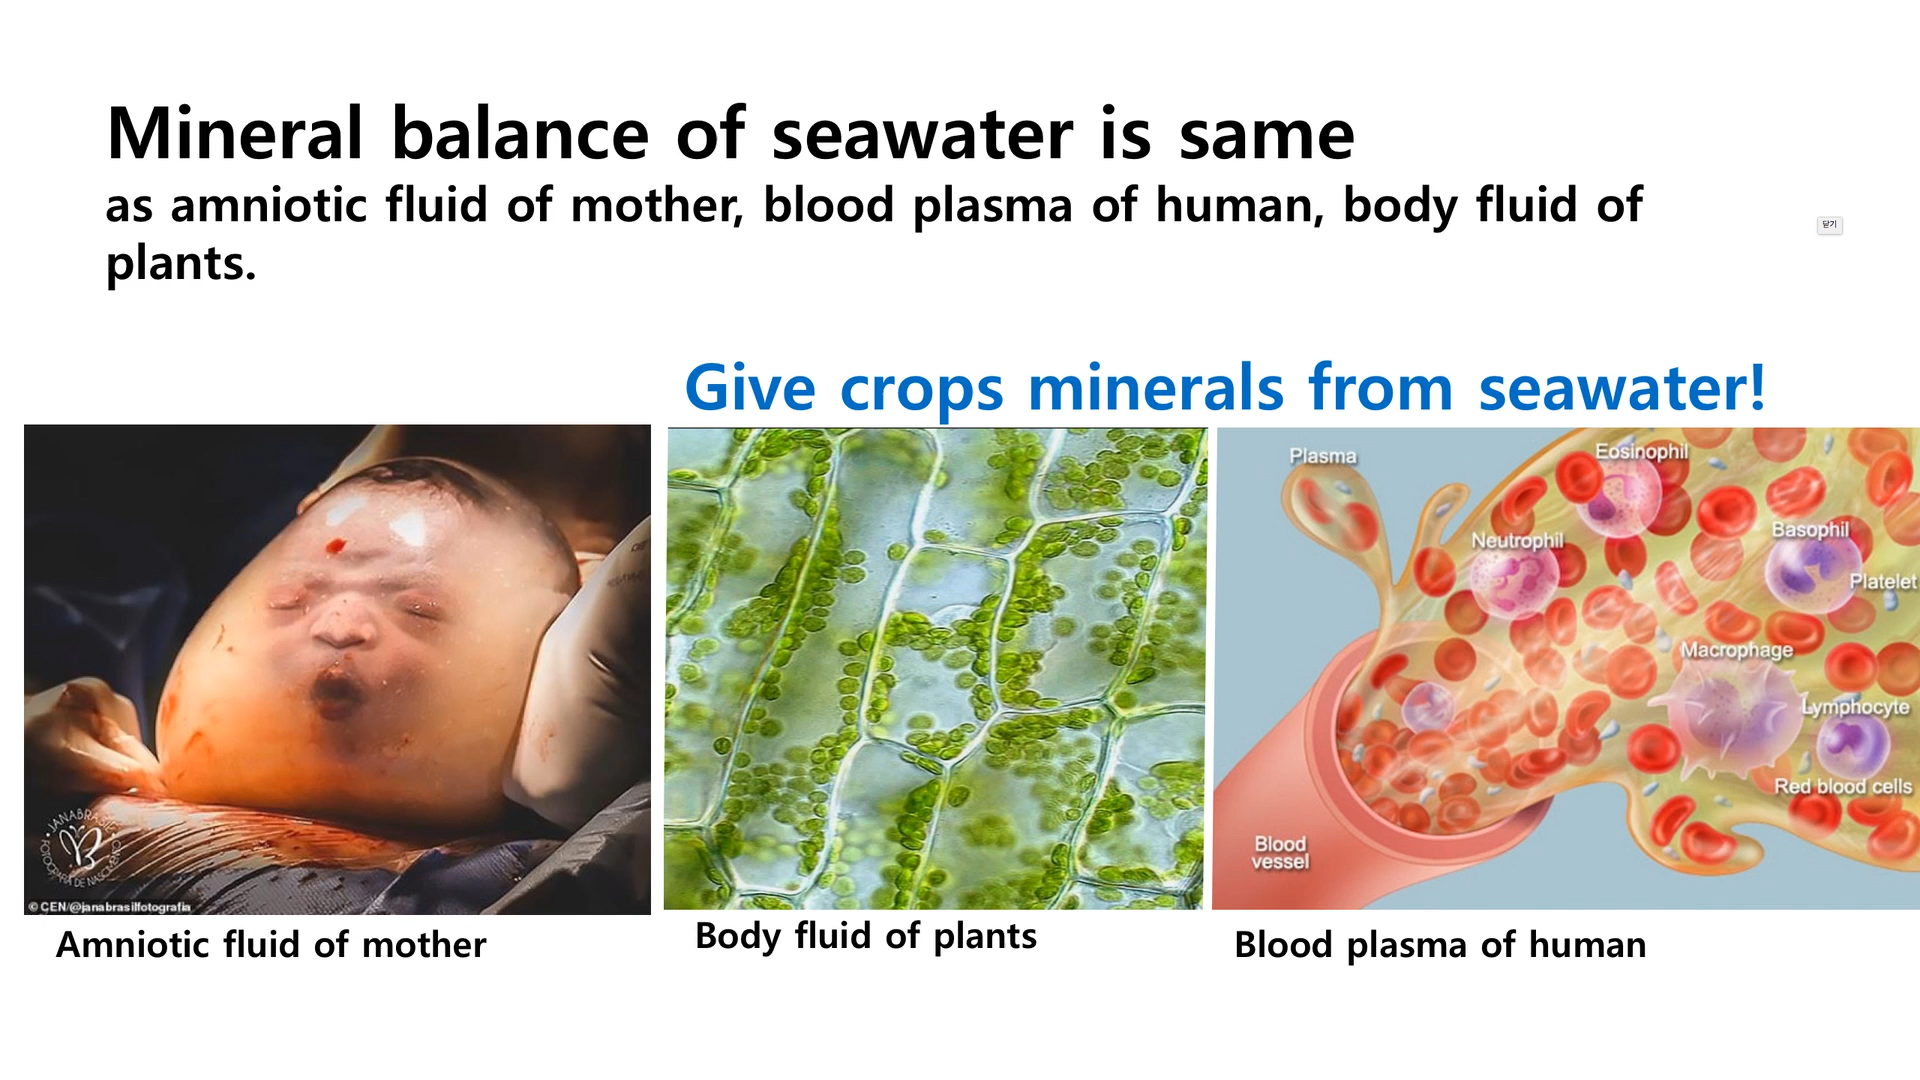 Mineral balance of seawater is same
as amniotic fluid of mother, blood plasma of human, body fluid of
plants.
닫기
Give crops minerals from seawater!
Plasma
Eosinophil
Neutrophil
Basophil
Platelet
Macrophage
Lymphocyte
Red blood cells
Blood
vessel
JANABRASIL
FOTOGRAFIA DE NASCIMENTO
© CEN/@janabrasilfotografia
Amniotic fluid of mother
Body fluid of plants
Blood plasma of human